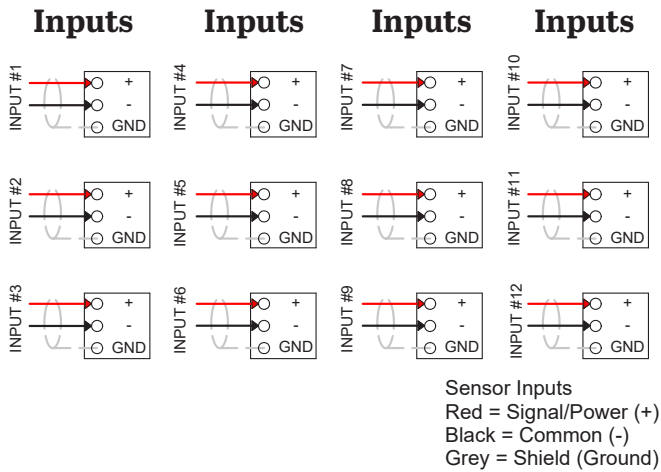 Inputs Inputs Inputs Inputs
INPUT #1 + - GND
INPUT #4 + - GND
INPUT #7 + - GND
INPUT #10 + - GND
INPUT #2 + - GND
INPUT #5 + - GND
INPUT #8 + - GND
INPUT #11 + - GND
INPUT #3 + - GND
INPUT #6 + - GND
INPUT #9 + - GND
INPUT #12 + - GND
Sensor Inputs
Red = Signal/Power (+)
Black = Common (-)
Grey = Shield (Ground)